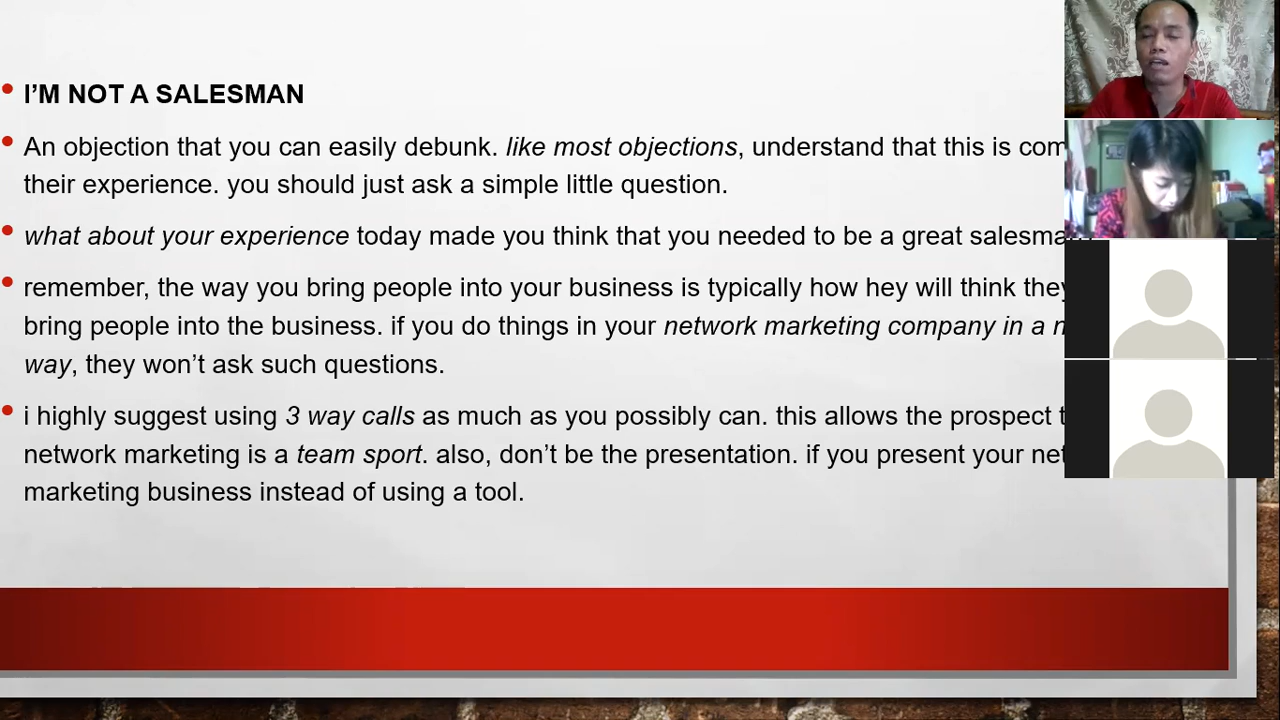 I'M NOT A SALESMAN
An objection that you can easily debunk. like most objections, understand that this is
their experience. you should just ask a simple little question.
what about your experience today made you think that you needed to be a great
remember, the way you bring people into your business is typically how hey will think
bring people into the business. if you do things in your network marketing company in a
way, they won't ask such questions.
i highly suggest using 3 way calls as much as you possibly can. this allows the prospect
network marketing is a team sport. also, don't be the presentation. if you present your
marketing business instead of using a tool.